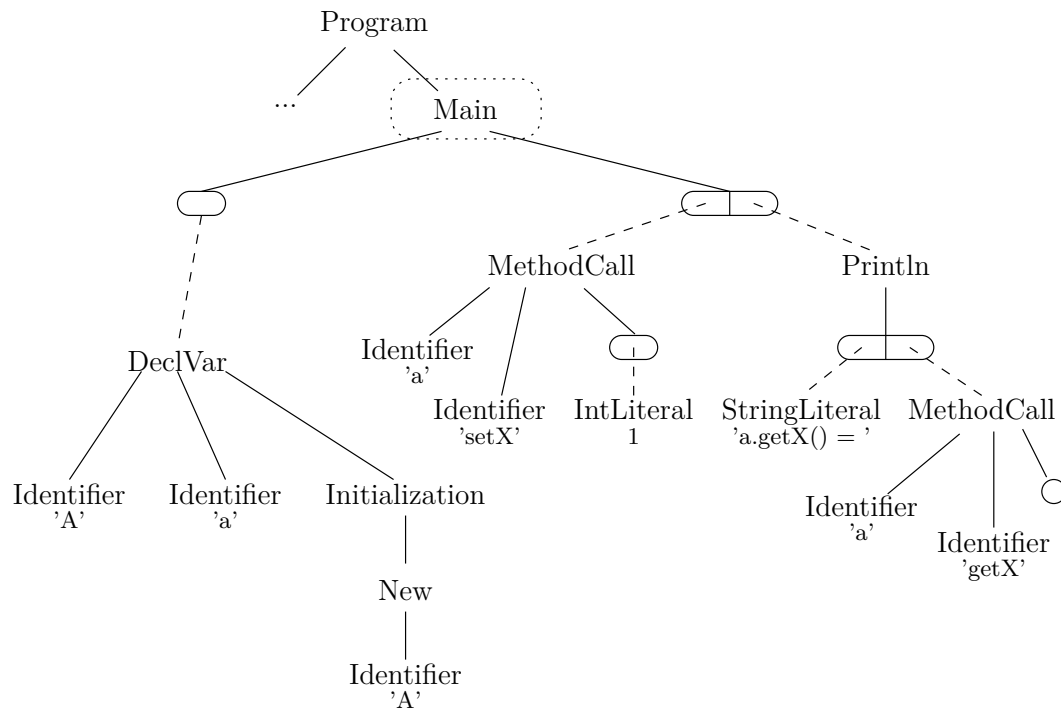 Program
...
Main
MethodCall
Println
DeclVar
Identifier
'a'
Identifier
'setX'
IntLiteral
1
StringLiteral
'a.getX() = '
MethodCall
Identifier
'A'
Identifier
'a'
Initialization
Identifier
'a'
Identifier
'getX'
New
Identifier
'A'